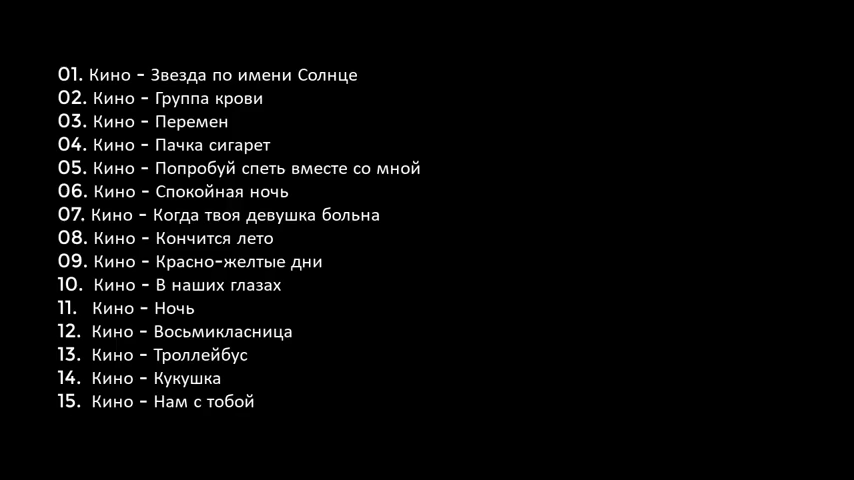 01. Кино - Звезда по имени Солнце
02. Кино - Группа крови
03. Кино - Перемен
04. Кино - Пачка сигарет
05. Кино - Попробуй спеть вместе со мной
06. Кино - Спокойная ночь
07. Кино - Когда твоя девушка больна
08. Кино - Кончится лето
09. Кино - Красно-желтые дни
10. Кино - В наших глазах
11. Кино - Ночь
12. Кино - Восьмикласница
13. Кино - Троллейбус
14. Кино - Кукушка
15. Кино - Нам с тобой